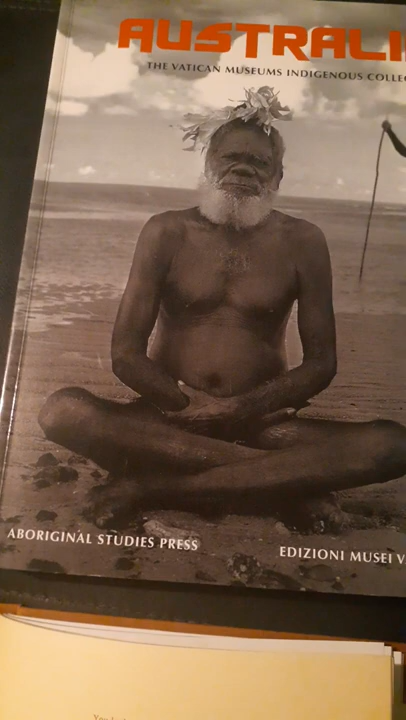 AUSTRALI
THE VATICAN MUSEUMS INDIGENOUS COLLEC
ABORIGINAL STUDIES PRESS
EDIZIONI MUSEI V